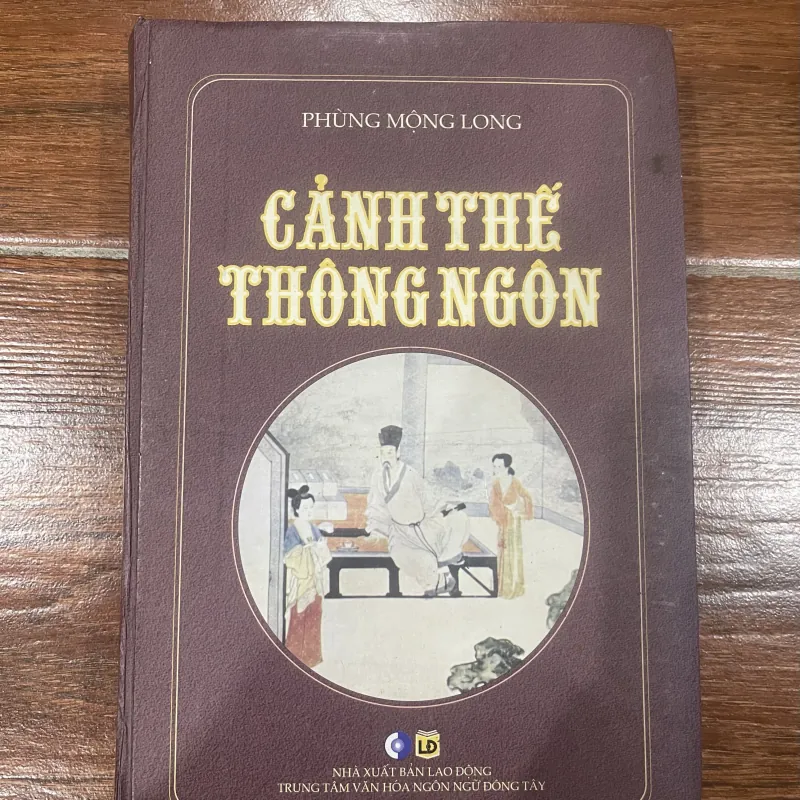 PHÙNG MỘNG LONG
CẢNH THẾ
THÔNG NGÔN
LĐ
NHÀ XUẤT BẢN LAO ĐỘNG
TRUNG TÂM VĂN HÓA NGÔN NGỮ ĐÔNG TÂY